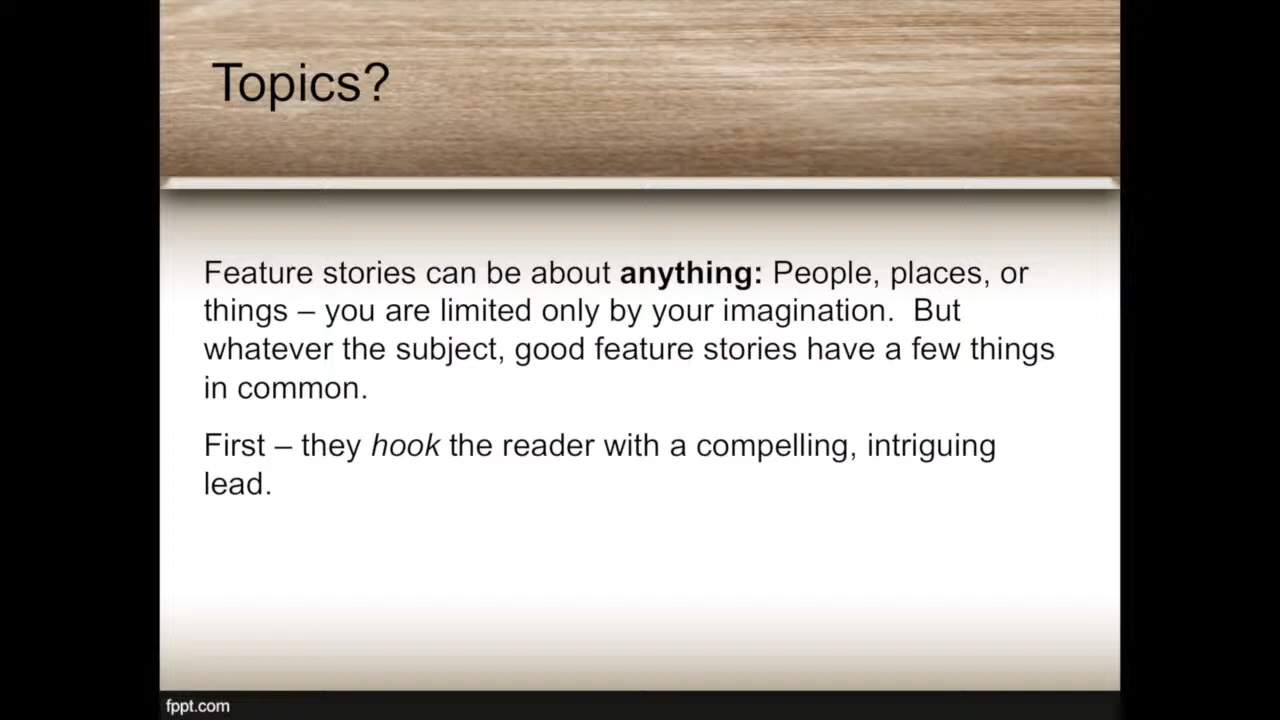 Topics?
Feature stories can be about anything: People, places, or
things – you are limited only by your imagination.  But
whatever the subject, good feature stories have a few things
in common.
First – they hook the reader with a compelling, intriguing
lead.
fppt.com